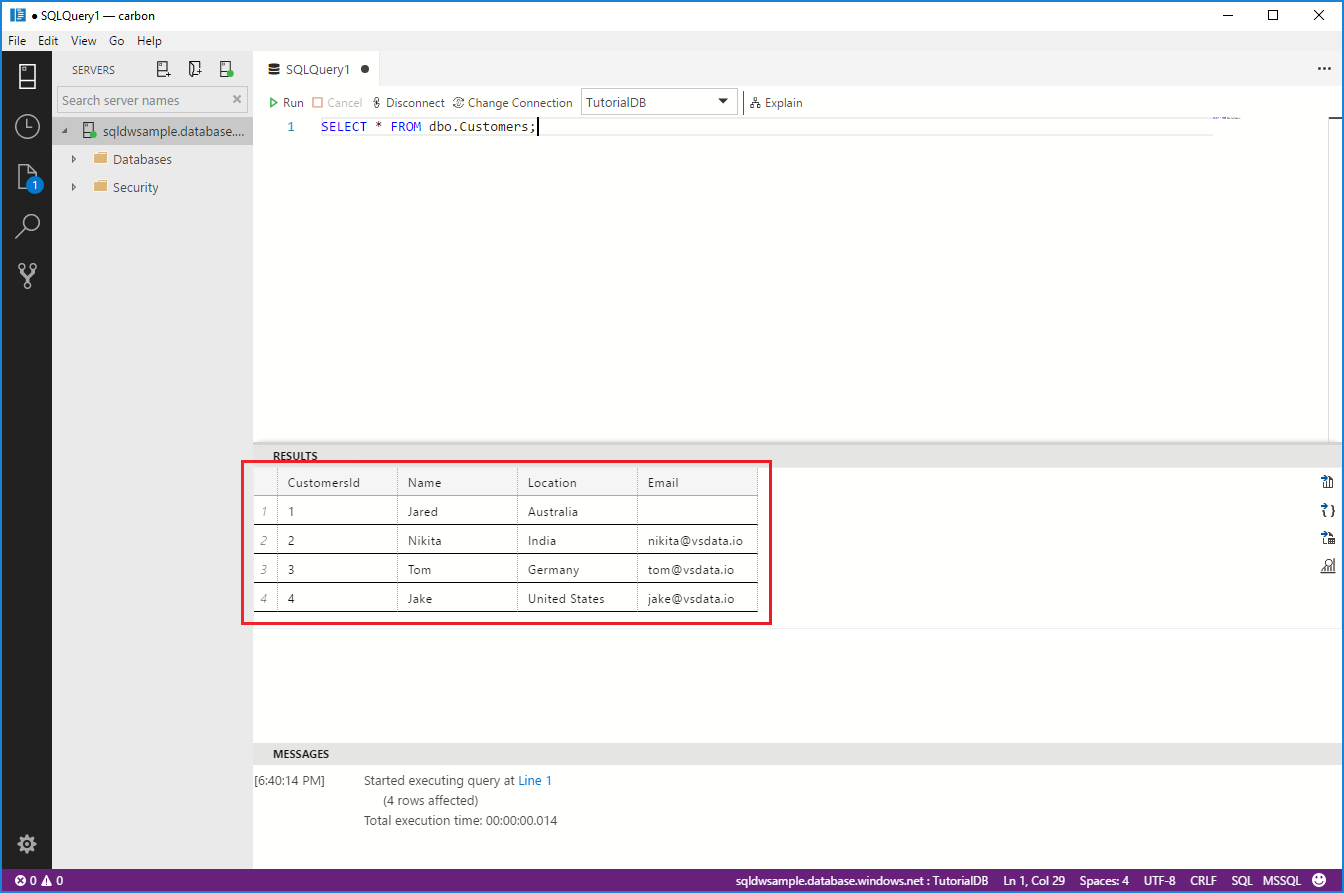 ● SQLQuery1 — carbon
File Edit View Go Help
SERVERS
Search server names
sqldwsample.database....
Databases
Security
1
SQLQuery1 ●
Run Cancel Disconnect Change Connection TutorialDB Explain
1 SELECT * FROM dbo.Customers;
RESULTS
CustomersId Name Location Email
1 1 Jared Australia
2 2 Nikita India nikita@vsdata.io
3 3 Tom Germany tom@vsdata.io
4 4 Jake United States jake@vsdata.io
MESSAGES
[6:40:14 PM] Started executing query at Line 1
(4 rows affected)
Total execution time: 00:00:00.014
0 0 sqldwsample.database.windows.net : TutorialDB Ln 1, Col 29 Spaces: 4 UTF-8 CRLF SQL MSSQL